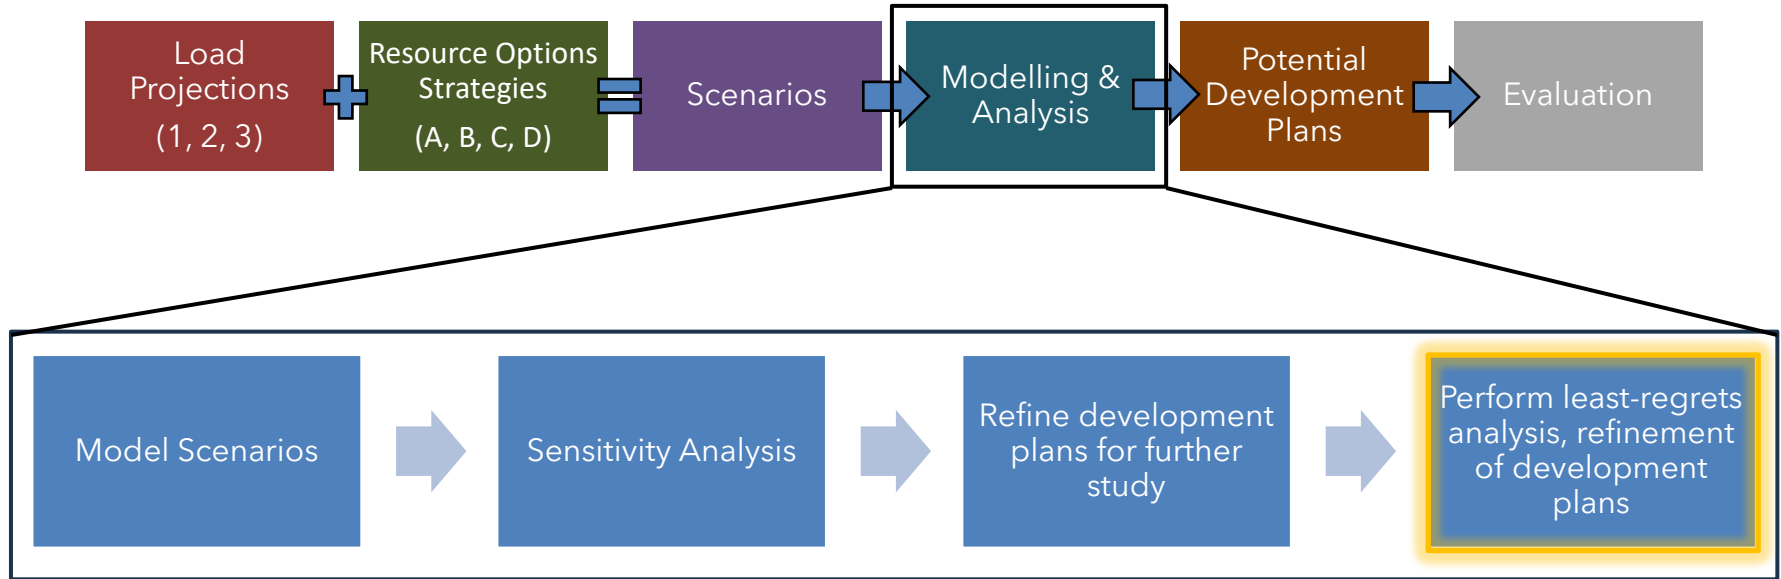 Load
Projections
(1, 2, 3)
Resource Options
Strategies
(A, B, C, D)
Scenarios
Modelling &
Analysis
Potential
Development
Plans
Evaluation
Model Scenarios
Sensitivity Analysis
Refine development
plans for further
study
Perform least-regrets
analysis, refinement
of development
plans